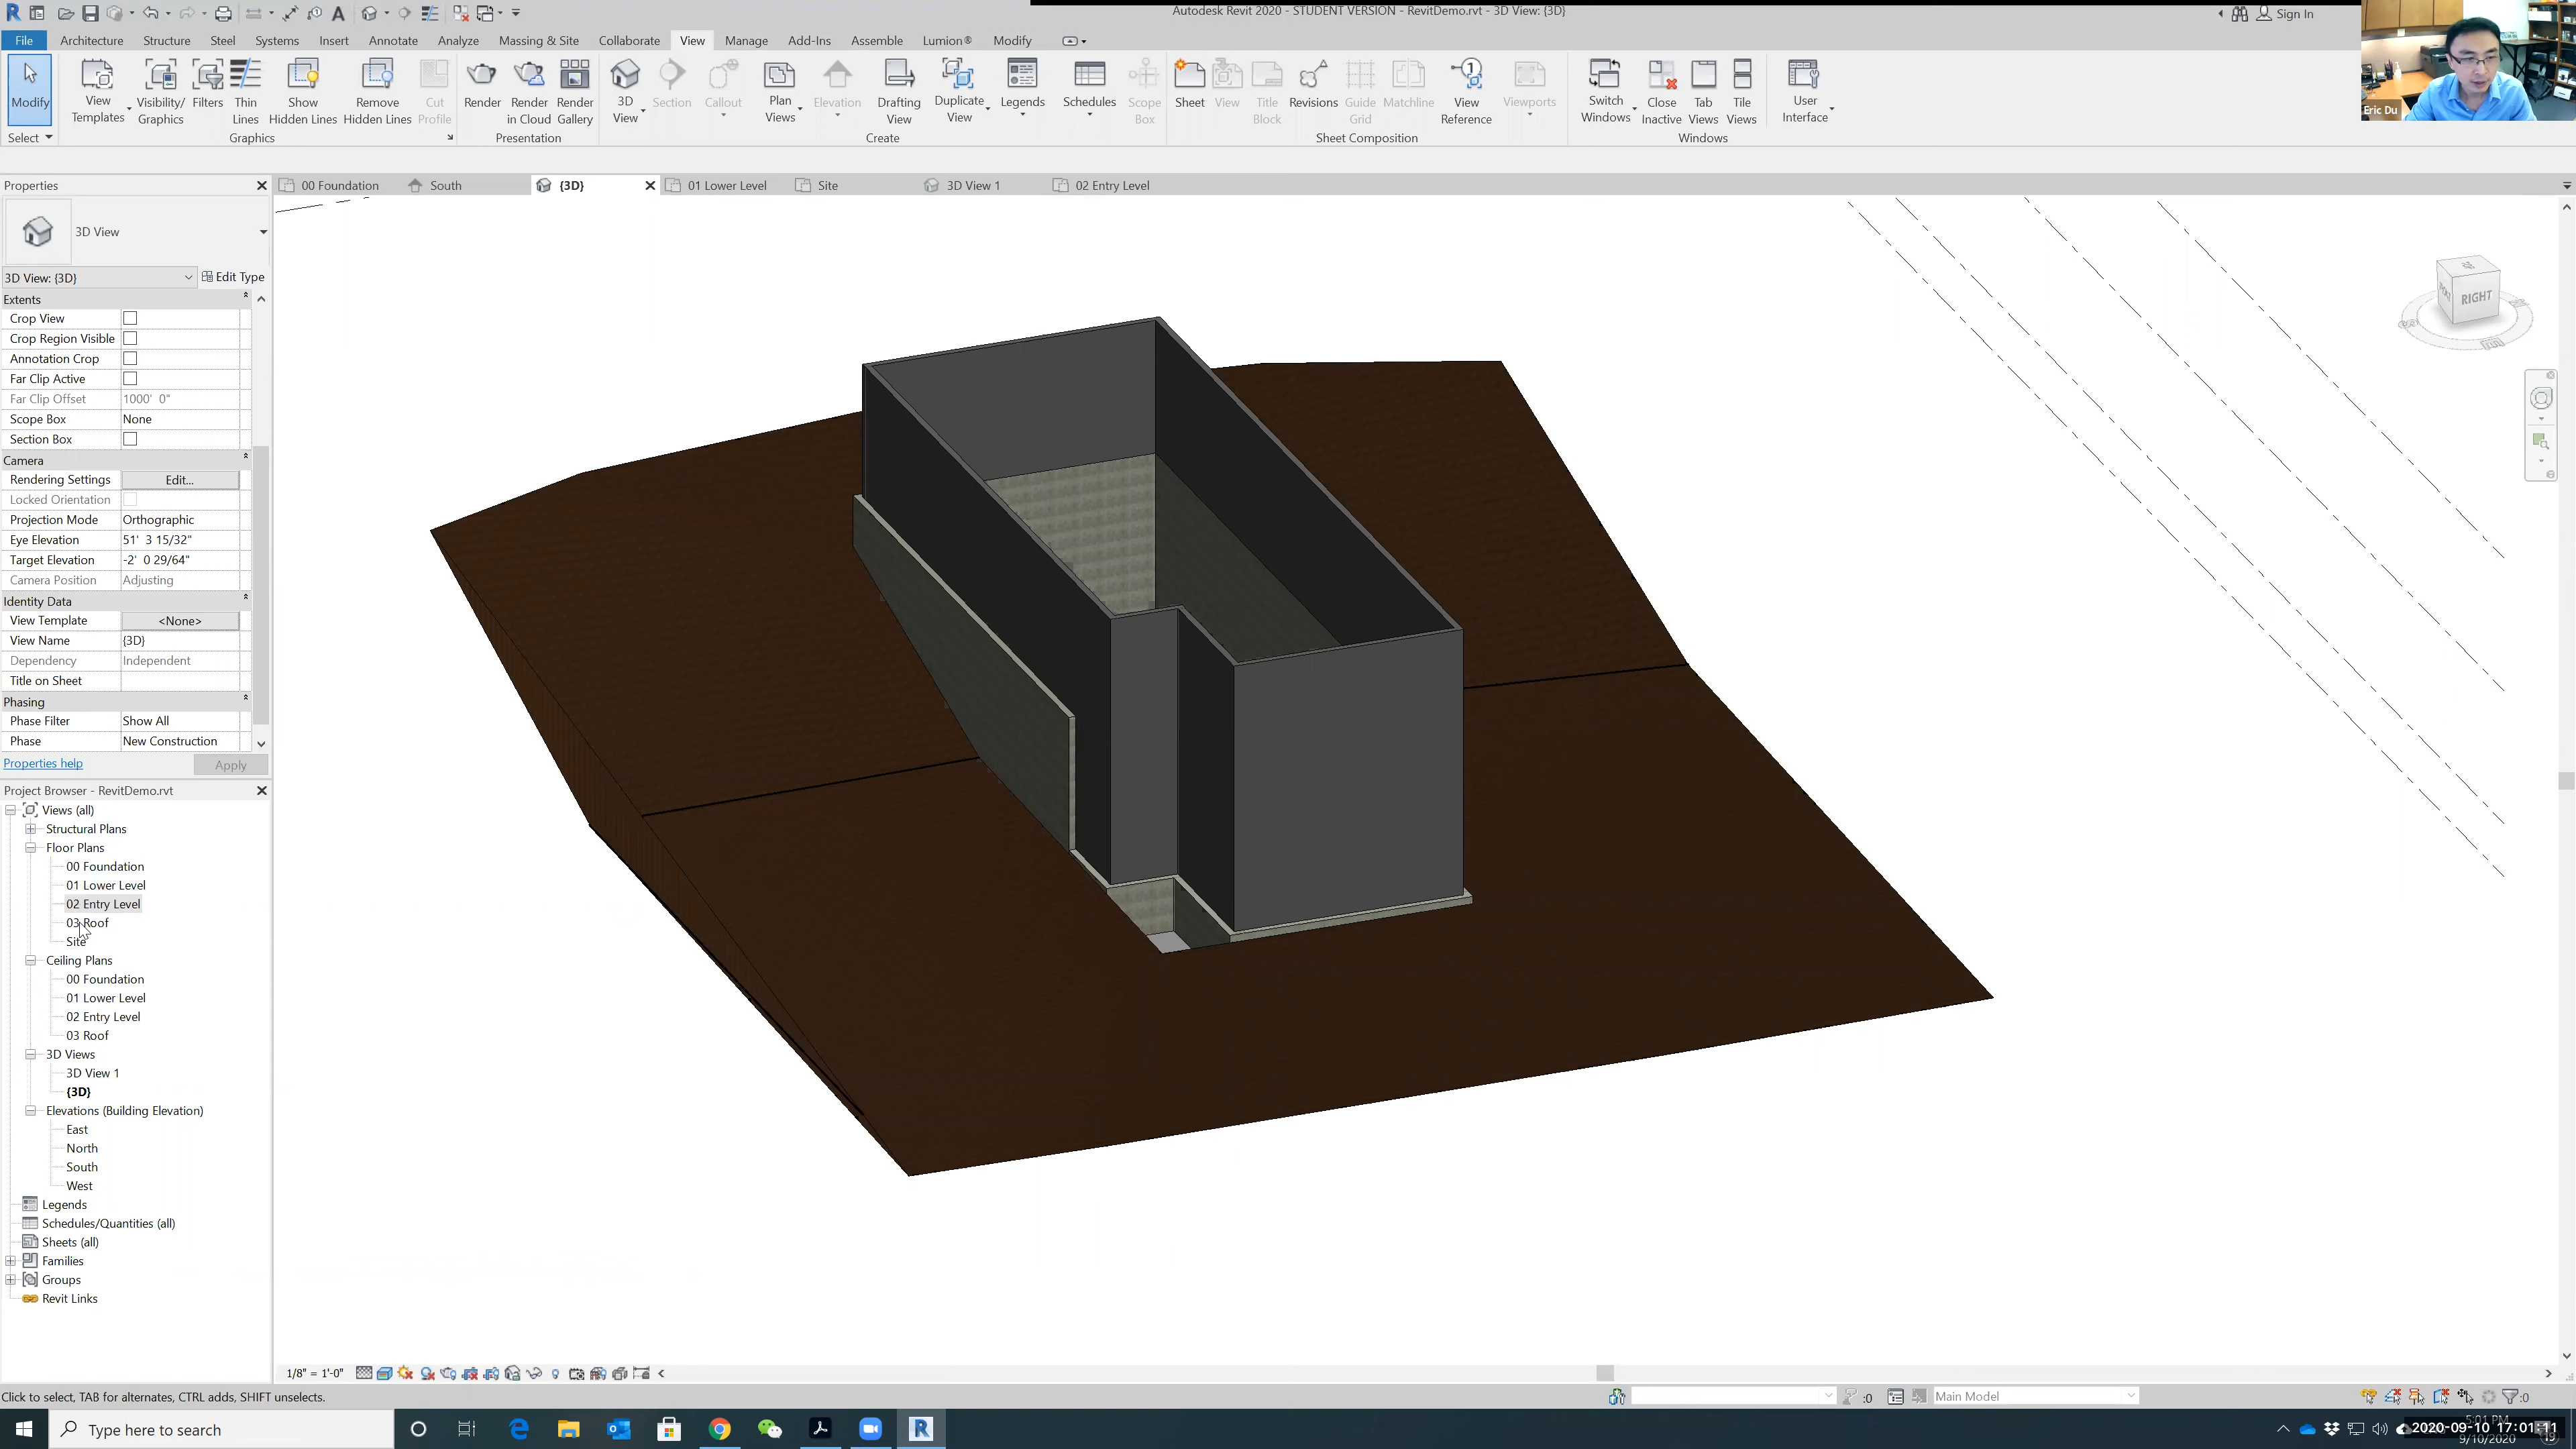 Autodesk Revit 2020 - STUDENT VERSION - RevitDemo.rvt - 3D View: {3D}
Sign In
File Architecture Structure Steel Systems Insert Annotate Analyze Massing & Site Collaborate View Manage Add-Ins Assemble Lumion® Modify
Modify
View Templates
Visibility/ Graphics
Filters
Thin Lines
Show Hidden Lines
Remove Hidden Lines
Cut Profile
Render
Render in Cloud
Render Gallery
3D View
Section
Callout
Plan Views
Elevation
Drafting View
Duplicate View
Legends
Schedules
Scope Box
Sheet
View
Title Block
Revisions
Guide Grid
Matchline
View Reference
Viewports
Switch Windows
Close Inactive
Tab Views
Tile Views
User Interface
Eric Du
Select Graphics Presentation Create Sheet Composition Windows
Properties
00 Foundation South {3D} 01 Lower Level Site 3D View 1 02 Entry Level
3D View
3D View: {3D} Edit Type
Extents
Crop View
Crop Region Visible
Annotation Crop
Far Clip Active
Far Clip Offset 1000' 0"
Scope Box None
Section Box
Camera
Rendering Settings Edit...
Locked Orientation
Projection Mode Orthographic
Eye Elevation 51' 3 15/32"
Target Elevation -2' 0 29/64"
Camera Position Adjusting
Identity Data
View Template <None>
View Name {3D}
Dependency Independent
Title on Sheet
Phasing
Phase Filter Show All
Phase New Construction
Properties help Apply
RIGHT
Project Browser - RevitDemo.rvt
Views (all)
Structural Plans
Floor Plans
00 Foundation
01 Lower Level
02 Entry Level
03 Roof
Site
Ceiling Plans
00 Foundation
01 Lower Level
02 Entry Level
03 Roof
3D Views
3D View 1
{3D}
Elevations (Building Elevation)
East
North
South
West
Legends
Schedules/Quantities (all)
Sheets (all)
Families
Groups
Revit Links
1/8" = 1'-0"
Click to select, TAB for alternates, CTRL adds, SHIFT unselects.
:0
Main Model
:0
Type here to search
5:01 PM
2020-09-10 17:01:11
9/10/2020